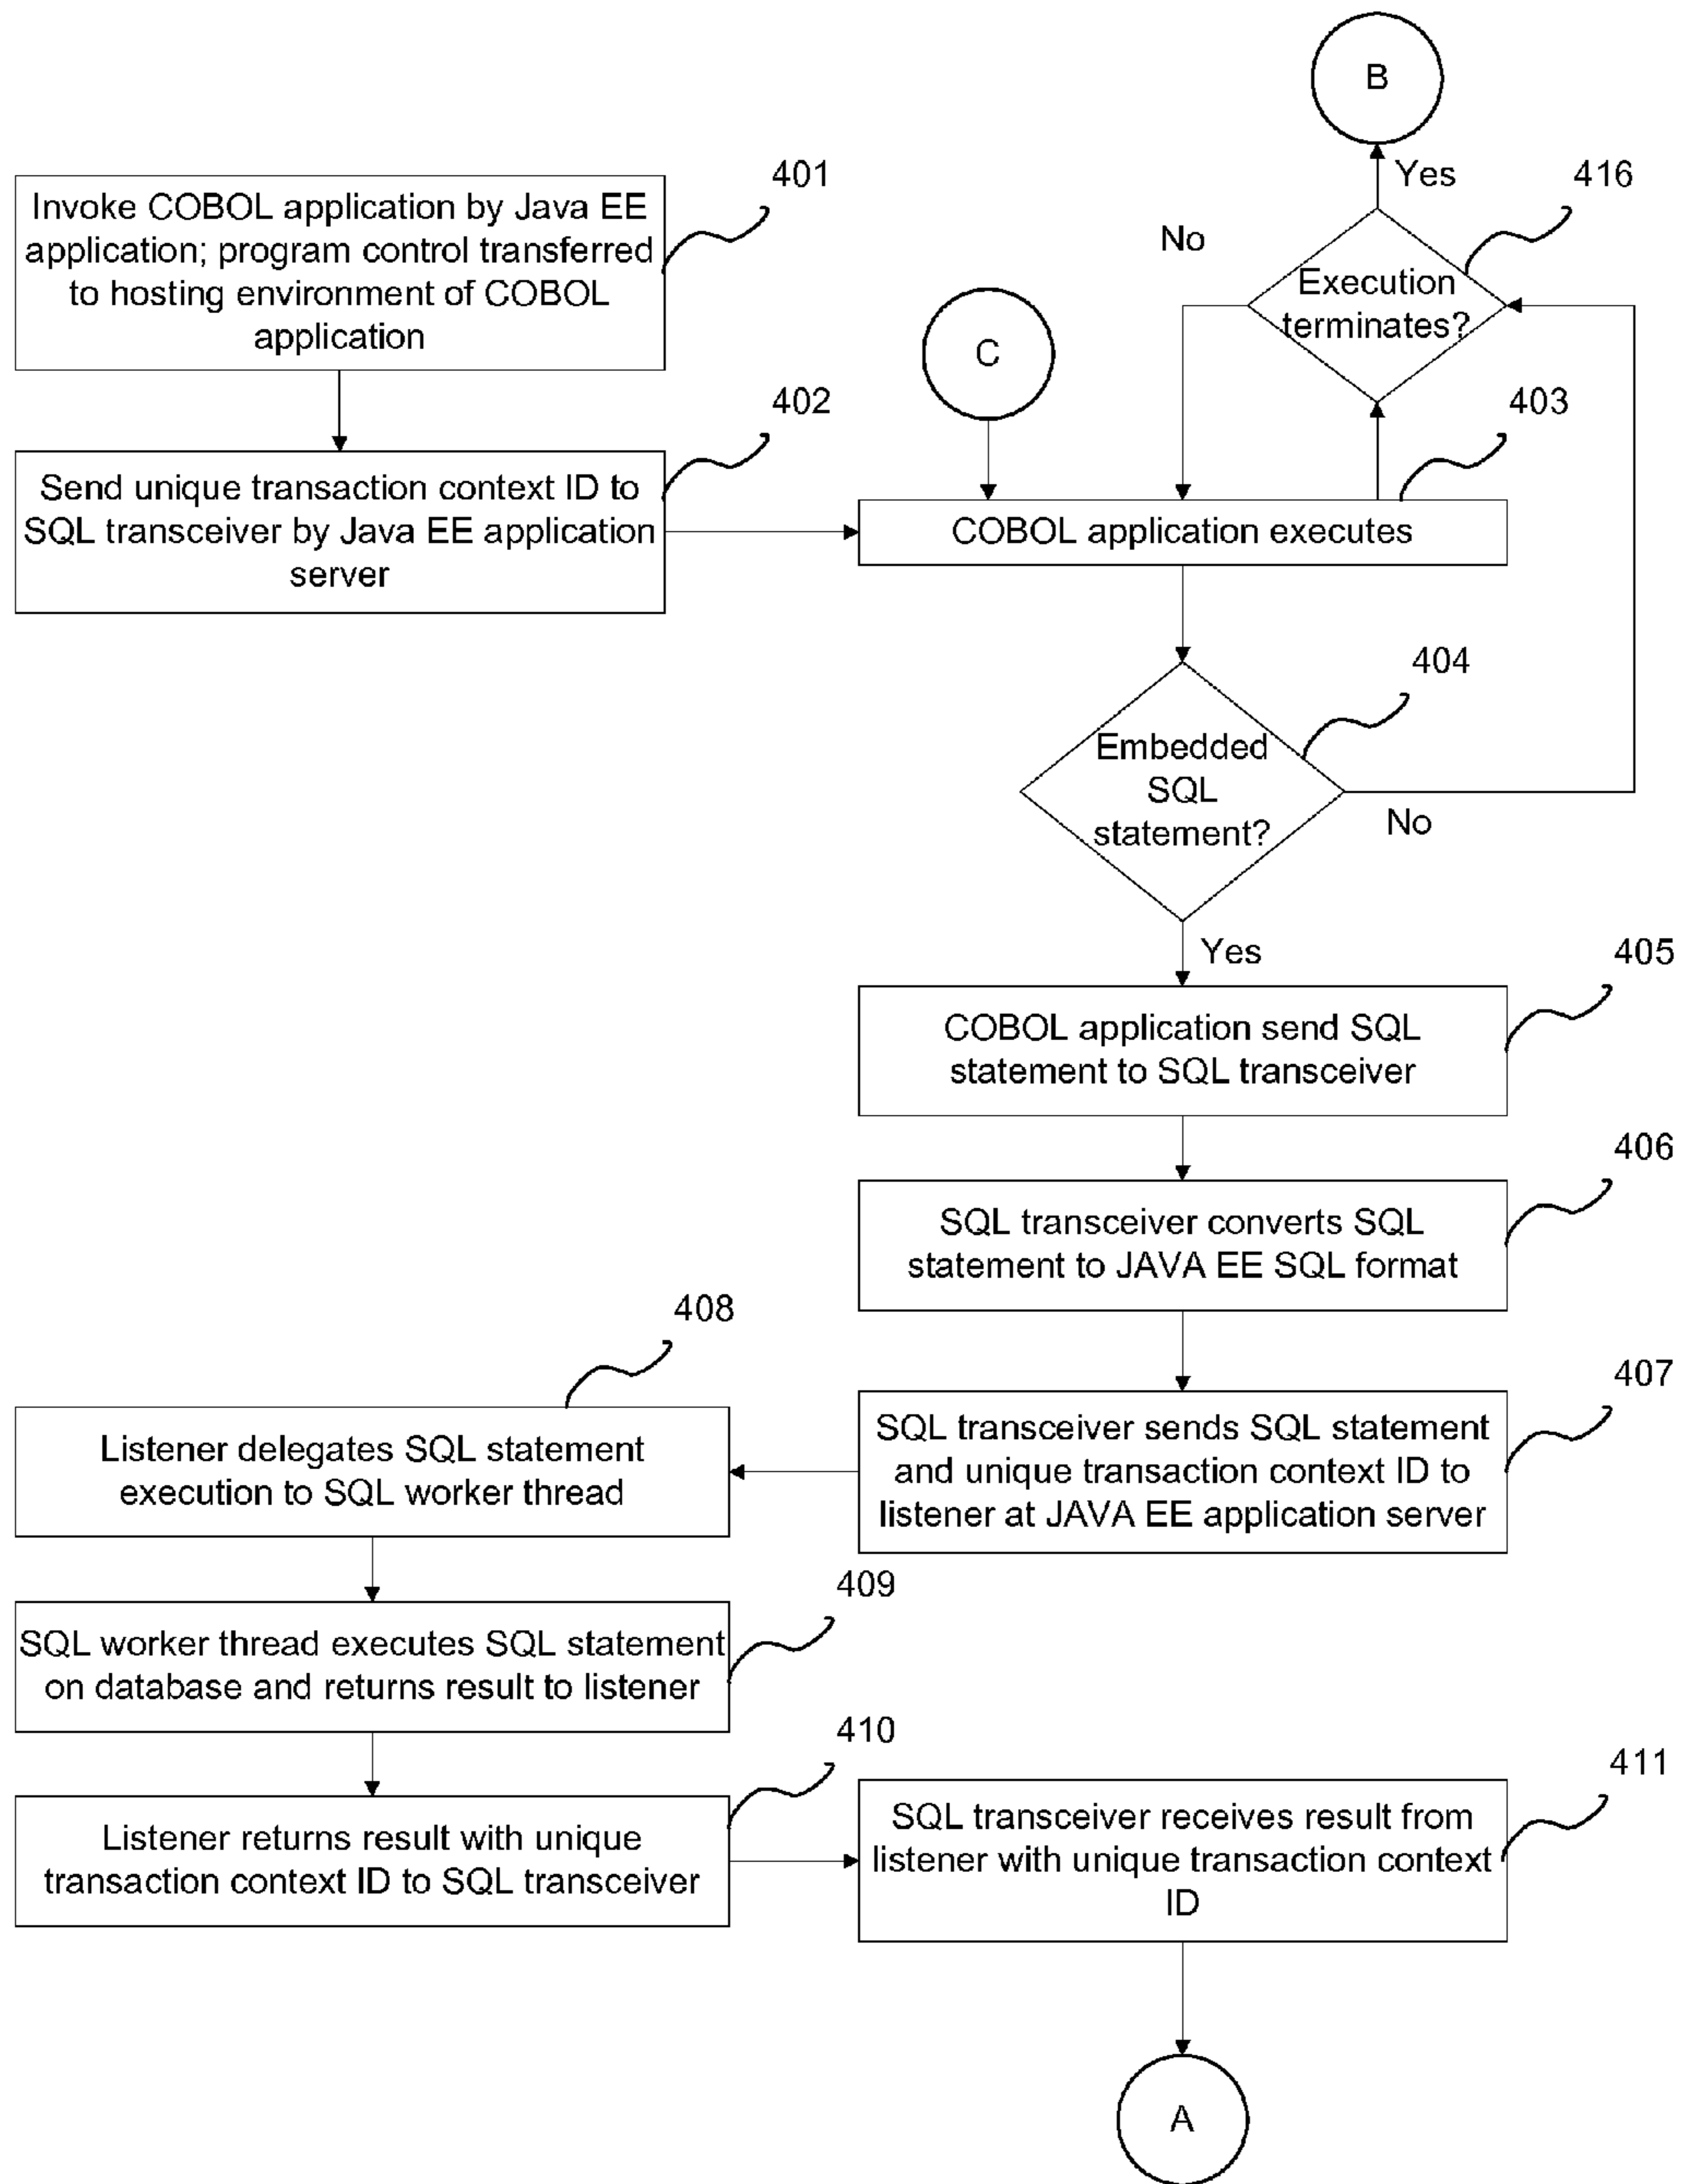 B
Yes
416
401
Invoke COBOL application by Java EE
application; program control transferred
to hosting environment of COBOL
application
No
Execution
terminates?
C
402
403
Send unique transaction context ID to
SQL transceiver by Java EE application
server
COBOL application executes
404
Embedded
SQL
statement?
No
Yes
405
COBOL application send SQL
statement to SQL transceiver
406
SQL transceiver converts SQL
statement to JAVA EE SQL format
407
SQL transceiver sends SQL statement
and unique transaction context ID to
listener at JAVA EE application server
408
Listener delegates SQL statement
execution to SQL worker thread
409
SQL worker thread executes SQL statement
on database and returns result to listener
410
Listener returns result with unique
transaction context ID to SQL transceiver
411
SQL transceiver receives result from
listener with unique transaction context
ID
A